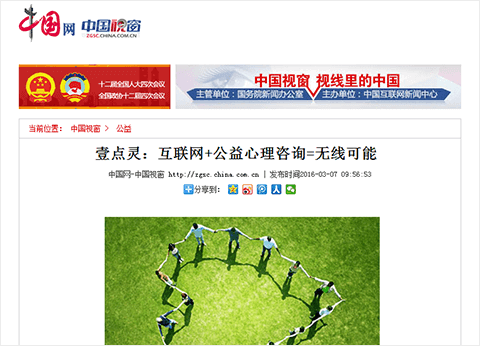 中国网 中国视窗
ZGSC.CHINA.COM.CN
十二届全国人大四次会议
全国政协十二届四次会议
中国视窗 视线里的中国
主管单位：国务院新闻办公室 主办单位：中国互联网新闻中心
当前位置： 中国视窗 > 公益
壹点灵：互联网+公益心理咨询=无线可能
中国网-中国视窗 http://zgsc.china.com.cn | 发布时间2016-03-07 09:56:53
分享到：